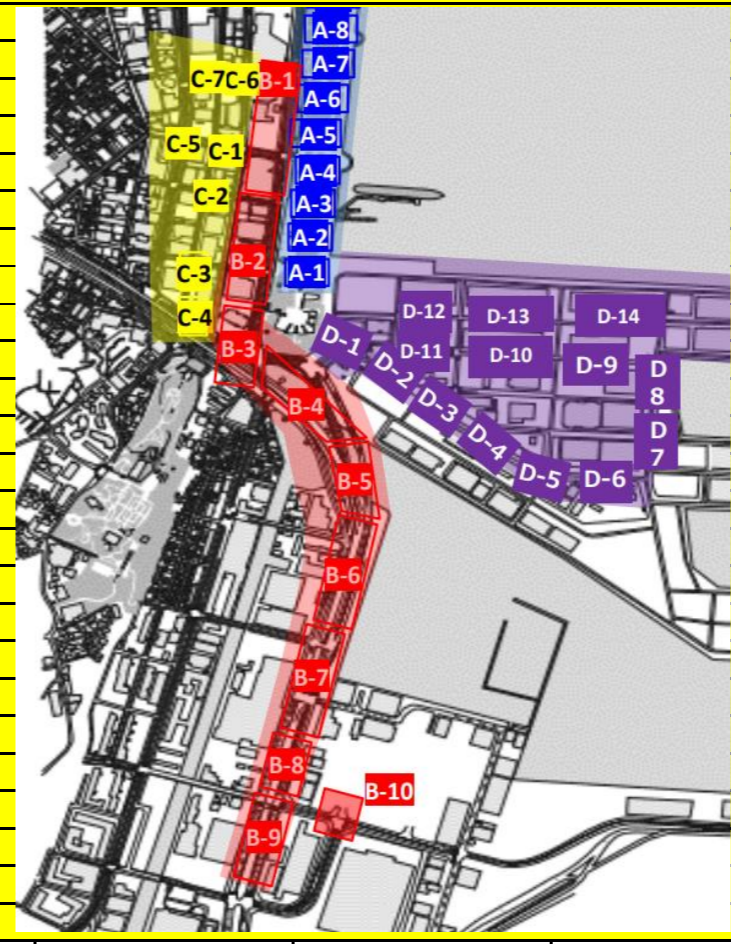 A-8
A-7
C-7 C-6 B-1
A-6
A-5
C-5 C-1
A-4
C-2 A-3
A-2
B-2
C-3 A-1
D-12 D-13 D-14
C-4
D-1
B-3 D-11 D-10 D-9
D-2
D
8
D-3
B-4
D-4
D
7
B-5 D-5 D-6
B-6
B-7
B-8
B-10
B-9